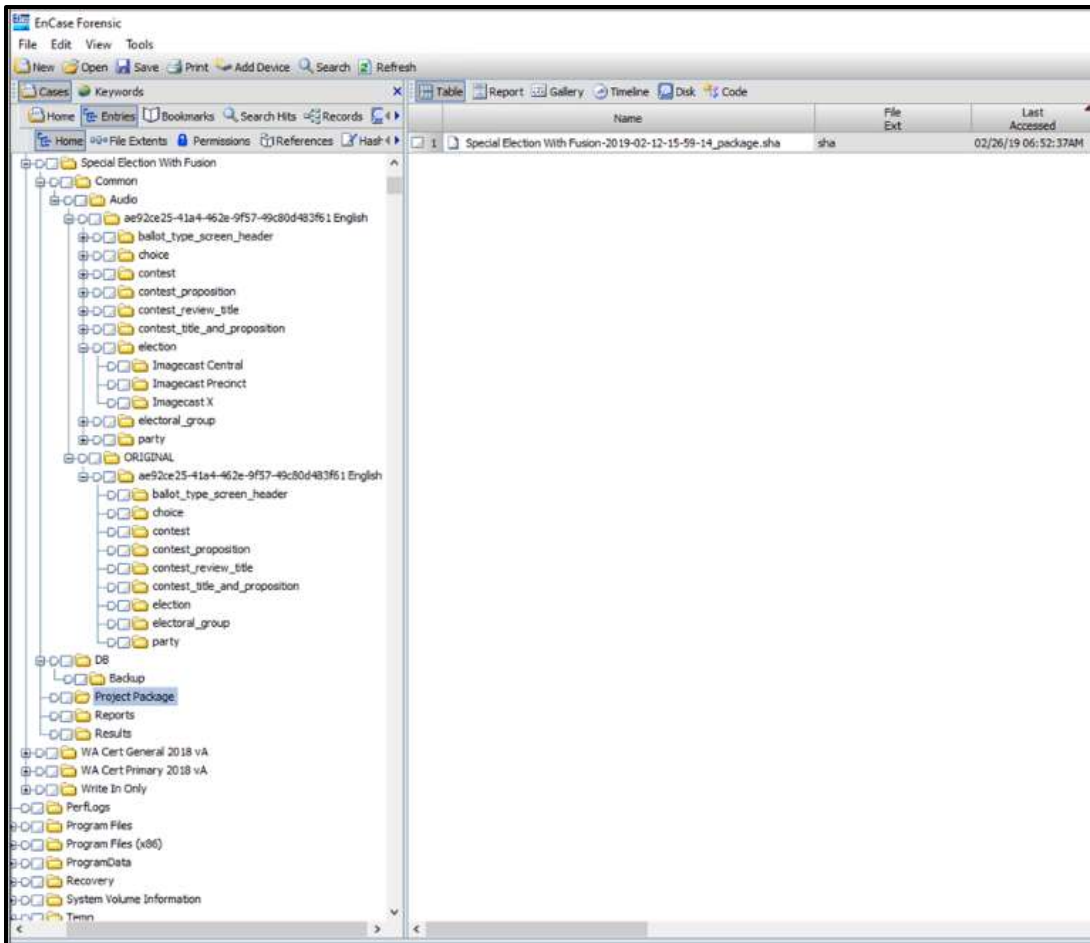 EnCase Forensic
File Edit View Tools
New Open Save Print Add Device Search Refresh
Cases Keywords
Home Entries Bookmarks Search Hits Records
Home File Extents Permissions References Hash
Special Election With Fusion
Common
Audio
ae92ce25-41a4-462e-9f57-49c80d483f61 English
ballot_type_screen_header
choice
contest
contest_proposition
contest_review_title
contest_title_and_proposition
election
Imagecast Central
Imagecast Precinct
Imagecast X
electoral_group
party
ORIGINAL
ae92ce25-41a4-462e-9f57-49c80d483f61 English
ballot_type_screen_header
choice
contest
contest_proposition
contest_review_title
contest_title_and_proposition
election
electoral_group
party
DB
Backup
Project Package
Reports
Results
WA Cert General 2018 vA
WA Cert Primary 2018 vA
Write In Only
PerfLogs
Program Files
Program Files (x86)
ProgramData
Recovery
System Volume Information
Temp
Table Report Gallery Timeline Disk Code
Name File Ext Last Accessed
1 Special Election With Fusion-2019-02-12-15-59-14_package.sha sha 02/26/19 06:52:37AM